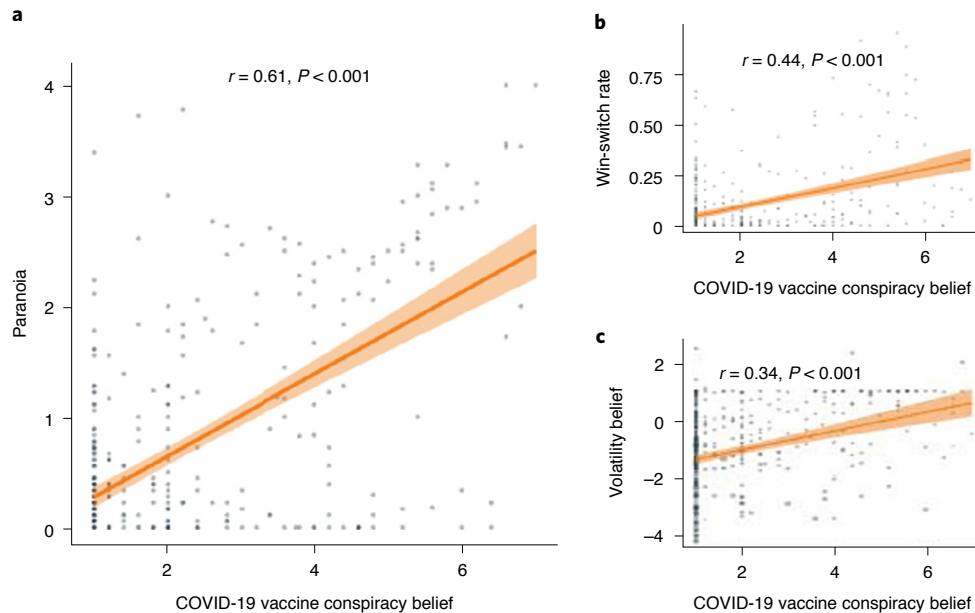 a
r = 0.61, P < 0.001
4
3
2
1
0
Paranoia
2
4
6
COVID-19 vaccine conspiracy belief
b
r = 0.44, P < 0.001
0.75
0.50
0.25
0
Win-switch rate
2
4
6
COVID-19 vaccine conspiracy belief
c
r = 0.34, P < 0.001
2
0
–2
–4
Volatility belief
2
4
6
COVID-19 vaccine conspiracy belief